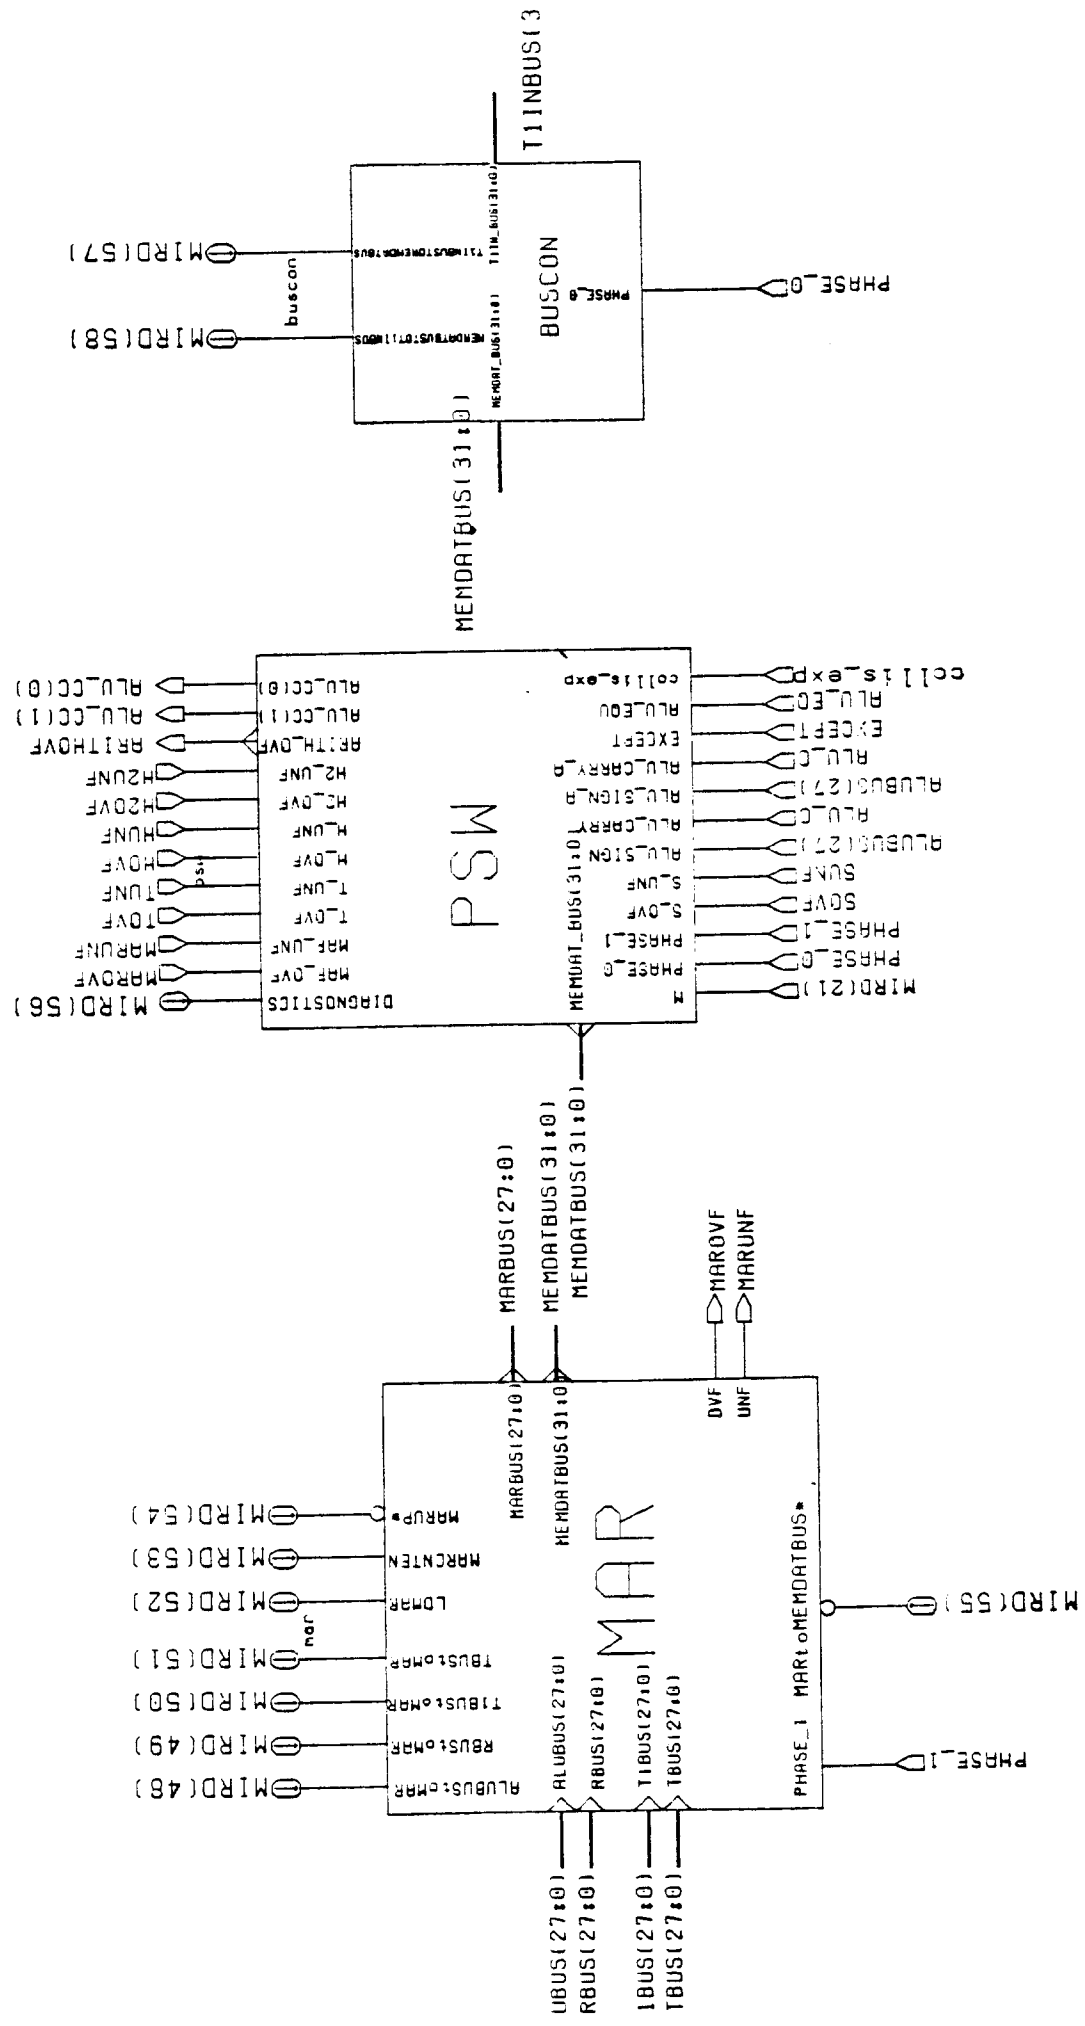 T1INBUS(3
MIRD(57)
MIRD(58)
buscon
T1INBUSTOMEMDATBUS
MEMDATBUSTOT1INBUS
T1IN_BUS(31:0)
MEMDAT_BUS(31:0)
BUSCON
PHASE_0
PHASE_0
MEMDATBUS(31:0)
ALU_CC(0)
ALU_CC(1)
ARITHOVF
H2UNF
H2OVF
HUNF
HOVF
TUNF
TOVF
MARUNF
MAROVF
MIRD(56)
ALU_CC(0)
ALU_CC(1)
ARITH_OVF
H2_UNF
H2_OVF
H_UNF
H_OVF
T_UNF
T_OVF
MAR_UNF
MAR_OVF
DIAGNOSTICS
PSW
MEMDAT_BUS(31:0)
collis_exp
ALU_EQU
EXCEPT
ALU_CARRY_A
ALU_SIGN_A
ALU_CARRY
ALU_SIGN
S_UNF
S_OVF
PHASE_1
PHASE_0
M
collis_exp
ALU_EQ
EXCEPT
ALU_C
ALUBUS(27)
ALU_C
ALUBUS(27)
SUNF
SOVF
PHASE_1
PHASE_0
MIRD(21)
MARBUS(27:0)
MEMDATBUS(31:0)
MEMDATBUS(31:0)
MIRD(54)
MIRD(53)
MIRD(52)
mar
MIRD(51)
MIRD(50)
MIRD(49)
MIRD(48)
MARUP*
MARCNTEN
LDMAR
TBUStoMAR
T1BUStoMAR
RBUStoMAR
ALUBUStoMAR
MARBUS(27:0)
MEMDATBUS(31:0)
MAR
OVF
UNF
MAROVF
MARUNF
ALUBUS(27:0)
RBUS(27:0)
T1BUS(27:0)
TBUS(27:0)
PHASE_1
MARtoMEMDATBUS*
MIRD(55)
PHASE_1
UBUS(27:0)
RBUS(27:0)
1BUS(27:0)
TBUS(27:0)